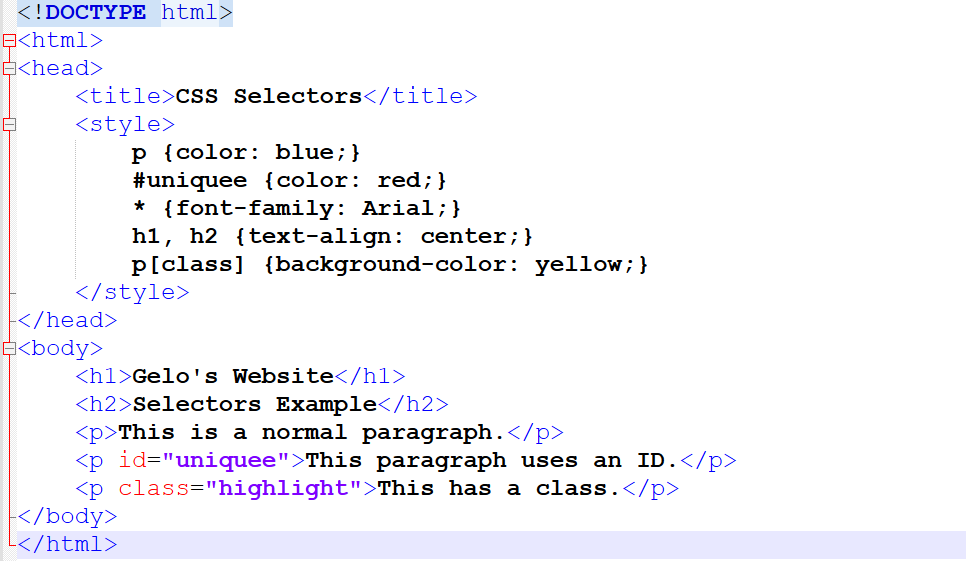 <!DOCTYPE html>
<html>
<head>
    <title>CSS Selectors</title>
    <style>
        p {color: blue;}
        #uniquee {color: red;}
        * {font-family: Arial;}
        h1, h2 {text-align: center;}
        p[class] {background-color: yellow;}
    </style>
</head>
<body>
    <h1>Gelo's Website</h1>
    <h2>Selectors Example</h2>
    <p>This is a normal paragraph.</p>
    <p id="uniquee">This paragraph uses an ID.</p>
    <p class="highlight">This has a class.</p>
</body>
</html>